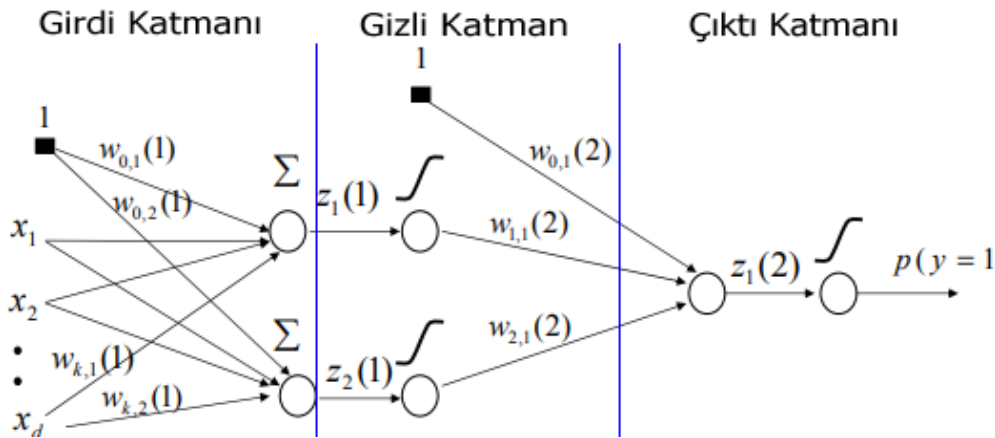 Girdi Katmanı
Gizli Katman
Çıktı Katmanı
1
1
w₀,₁(1)
w₀,₂(1)
Σ
z₁(1)
w₀,₁(2)
x₁
w₁,₁(2)
z₁(2)
p(y = 1
x₂
Σ
w₂,₁(2)
wₖ,₁(1)
z₂(1)
wₖ,₂(1)
x_d